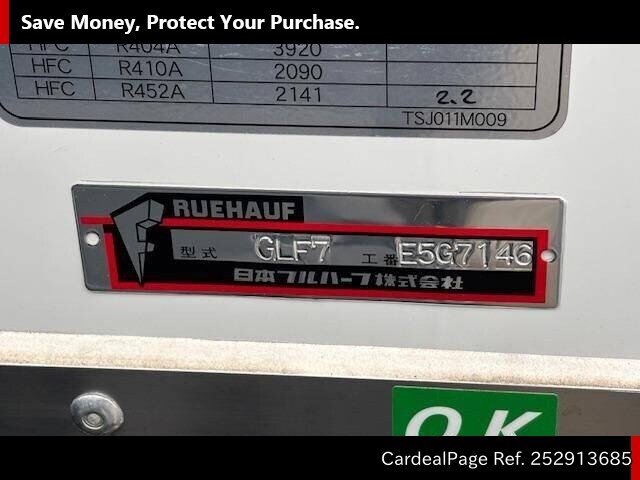 Save Money, Protect Your Purchase.
HFC R404A 3920
HFC R410A 2090
HFC R452A 2141 2.2
TSJ011M009
RUEHAUF
型式 GLF7 工番 E5G7146
日本フルハーフ株式会社
OK
CardealPage Ref. 252913685